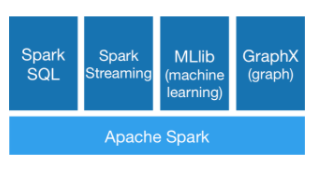 Spark
SQL
Spark
Streaming
MLlib
(machine
learning)
GraphX
(graph)
Apache Spark